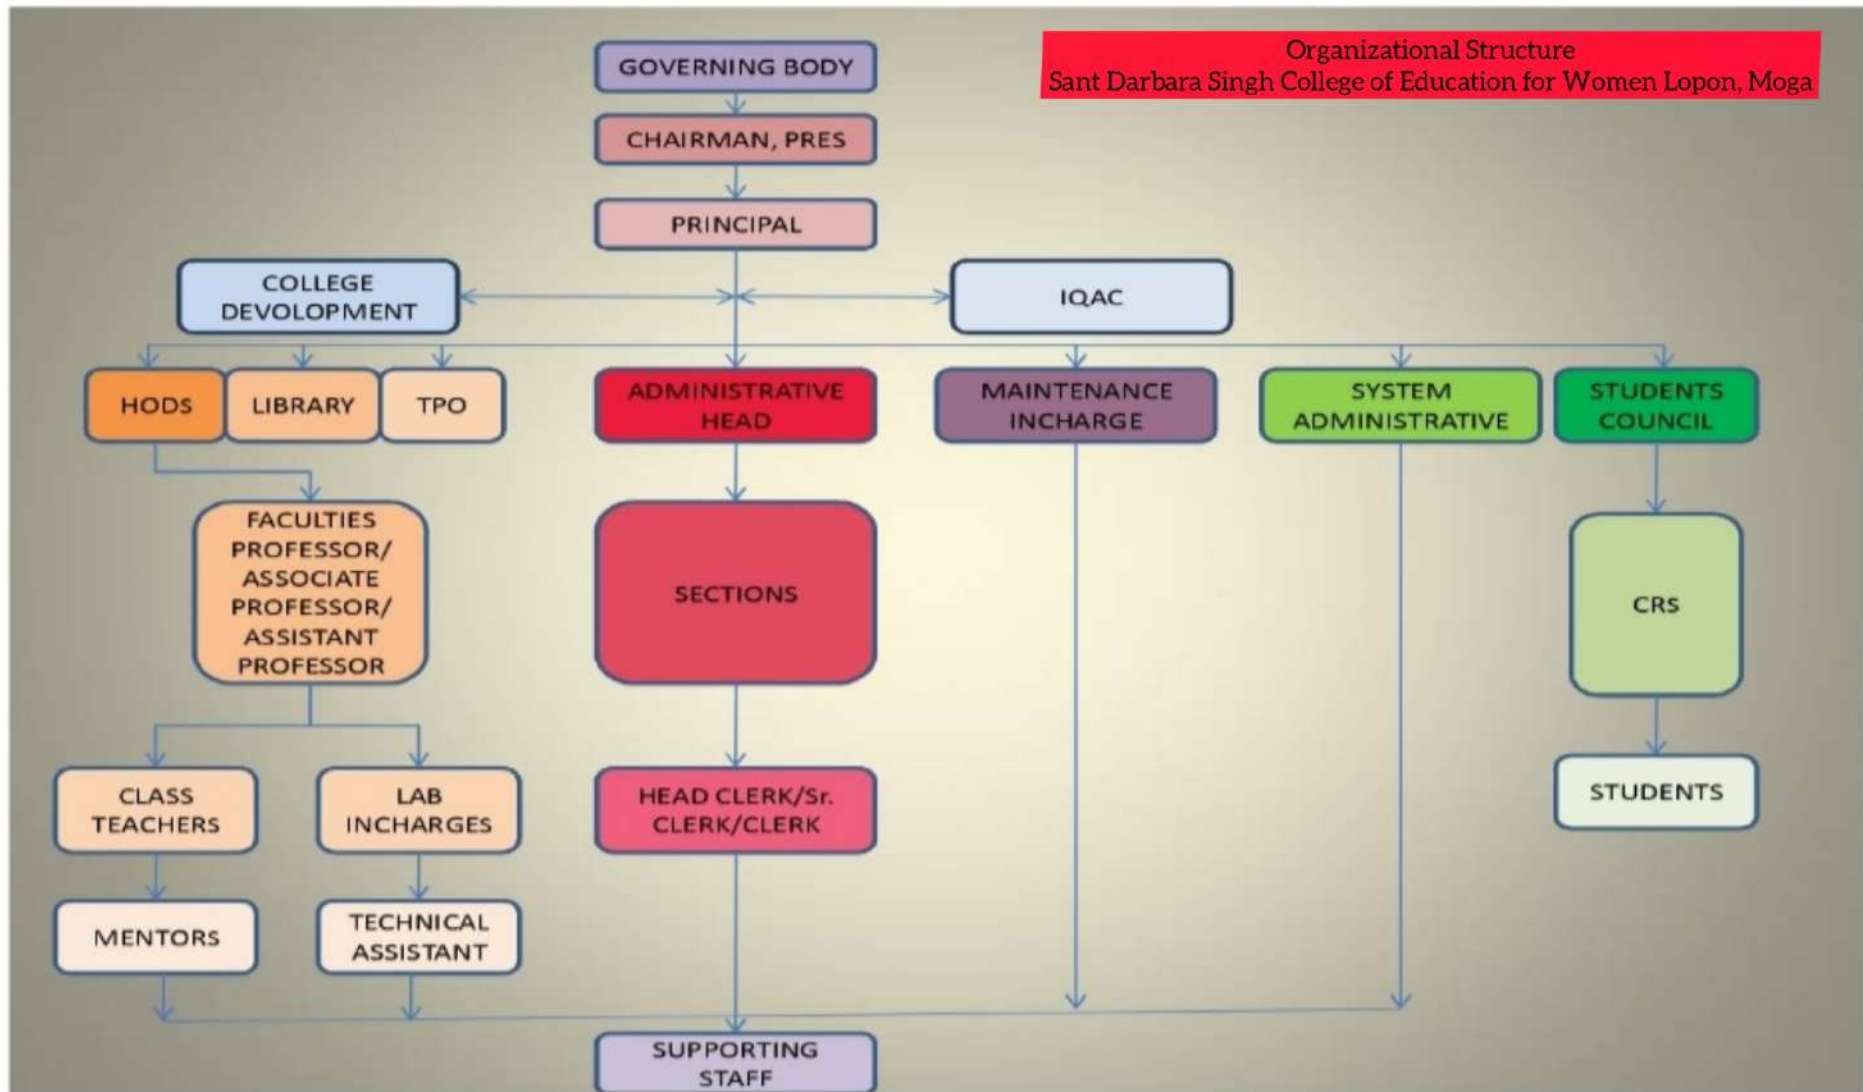 Organizational Structure
Sant Darbara Singh College of Education for Women Lopon, Moga
GOVERNING BODY
CHAIRMAN, PRES
PRINCIPAL
COLLEGE
DEVOLOPMENT
IQAC
HODS
LIBRARY
TPO
ADMINISTRATIVE
HEAD
MAINTENANCE
INCHARGE
SYSTEM
ADMINISTRATIVE
STUDENTS
COUNCIL
FACULTIES
PROFESSOR/
ASSOCIATE
PROFESSOR/
ASSISTANT
PROFESSOR
SECTIONS
CRS
CLASS
TEACHERS
LAB
INCHARGES
HEAD CLERK/Sr.
CLERK/CLERK
STUDENTS
MENTORS
TECHNICAL
ASSISTANT
SUPPORTING
STAFF